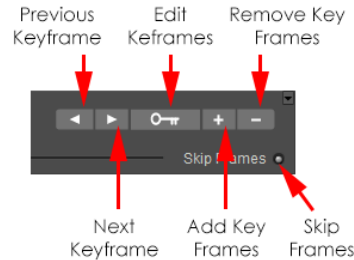 Previous Keyframe
Edit Keframes
Remove Key Frames
Skip Frames
Next Keyframe
Add Key Frames
Skip Frames